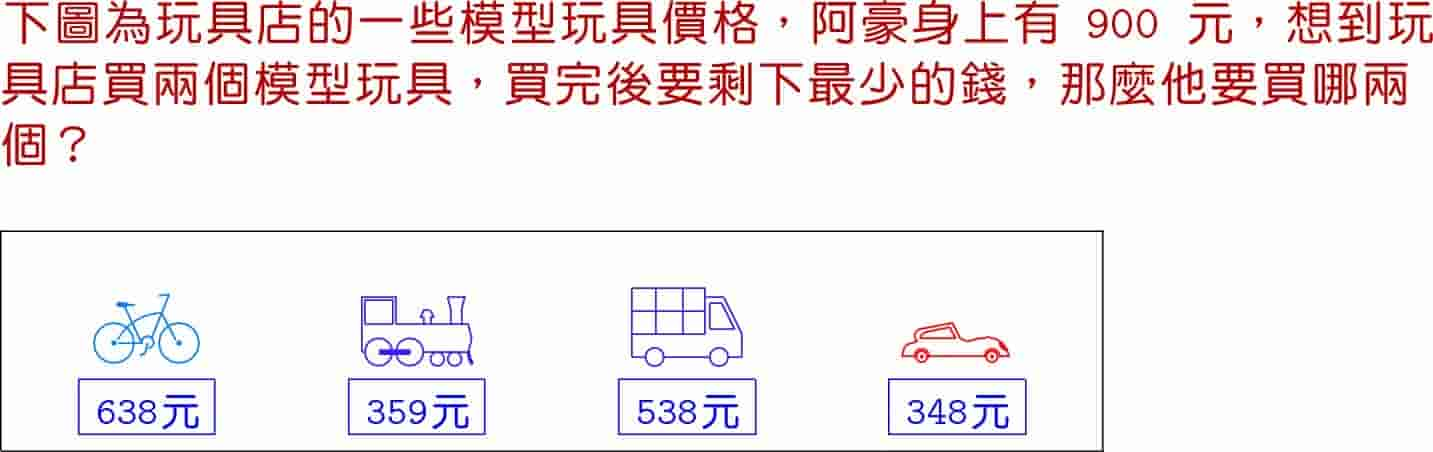 下圖為玩具店的一些模型玩具價格，阿豪身上有 900 元，想到玩
具店買兩個模型玩具，買完後要剩下最少的錢，那麼他要買哪兩
個？
638元 359元 538元 348元